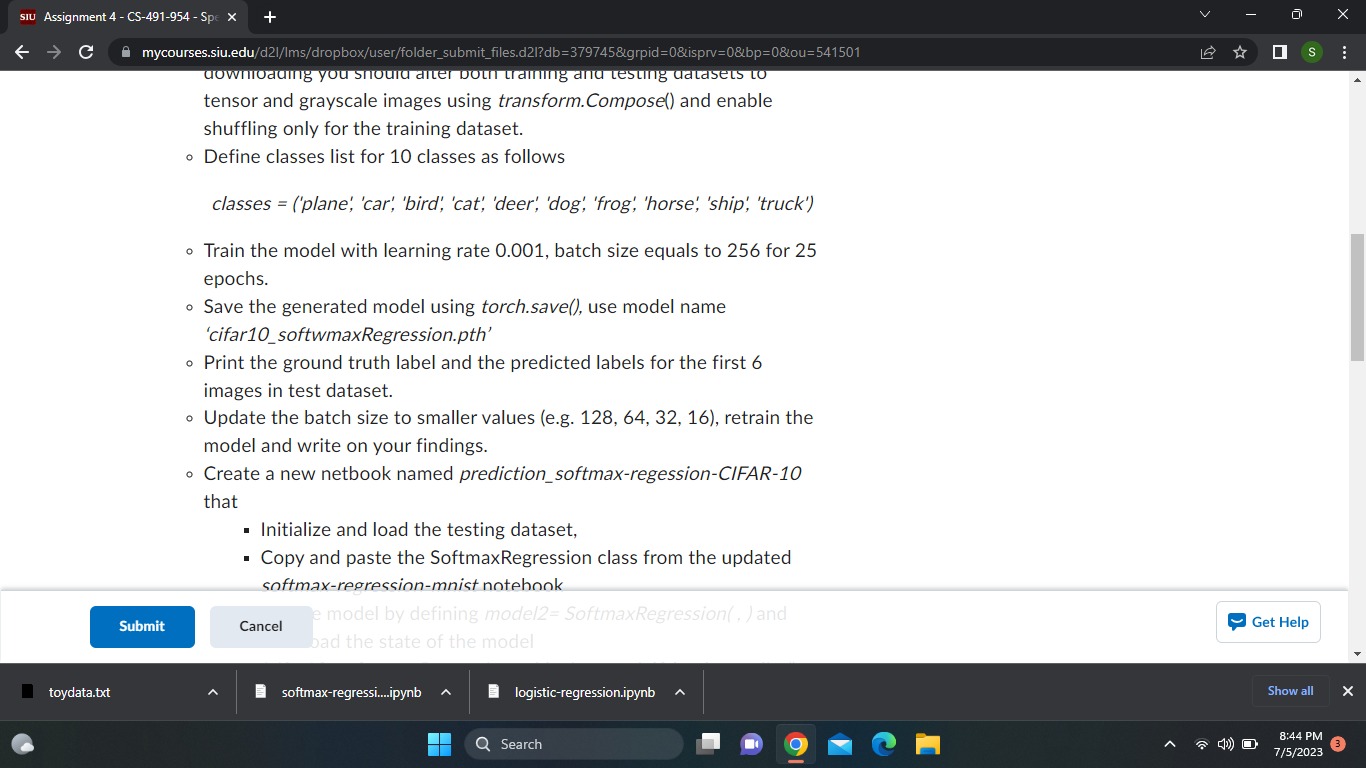 SIU Assignment 4 - CS-491-954 - Spe
mycourses.siu.edu/d2l/lms/dropbox/user/folder_submit_files.d2l?db=379745&grpid=0&isprv=0&bp=0&ou=541501
S
downloading you should alter both training and testing datasets to
tensor and grayscale images using transform.Compose() and enable
shuffling only for the training dataset.
Define classes list for 10 classes as follows
classes = ('plane', 'car', 'bird', 'cat', 'deer', 'dog', 'frog', 'horse', 'ship', 'truck')
Train the model with learning rate 0.001, batch size equals to 256 for 25
epochs.
Save the generated model using torch.save(), use model name
‘cifar10_softwmaxRegression.pth’
Print the ground truth label and the predicted labels for the first 6
images in test dataset.
Update the batch size to smaller values (e.g. 128, 64, 32, 16), retrain the
model and write on your findings.
Create a new netbook named prediction_softmax-regession-CIFAR-10
that
Initialize and load the testing dataset,
Copy and paste the SoftmaxRegression class from the updated
softmax-regression-mnist notebook
e model by defining model2= SoftmaxRegression( , ) and
oad the state of the model
Submit
Cancel
Get Help
toydata.txt
softmax-regressi....ipynb
logistic-regression.ipynb
Show all
Search
8:44 PM
7/5/2023
3